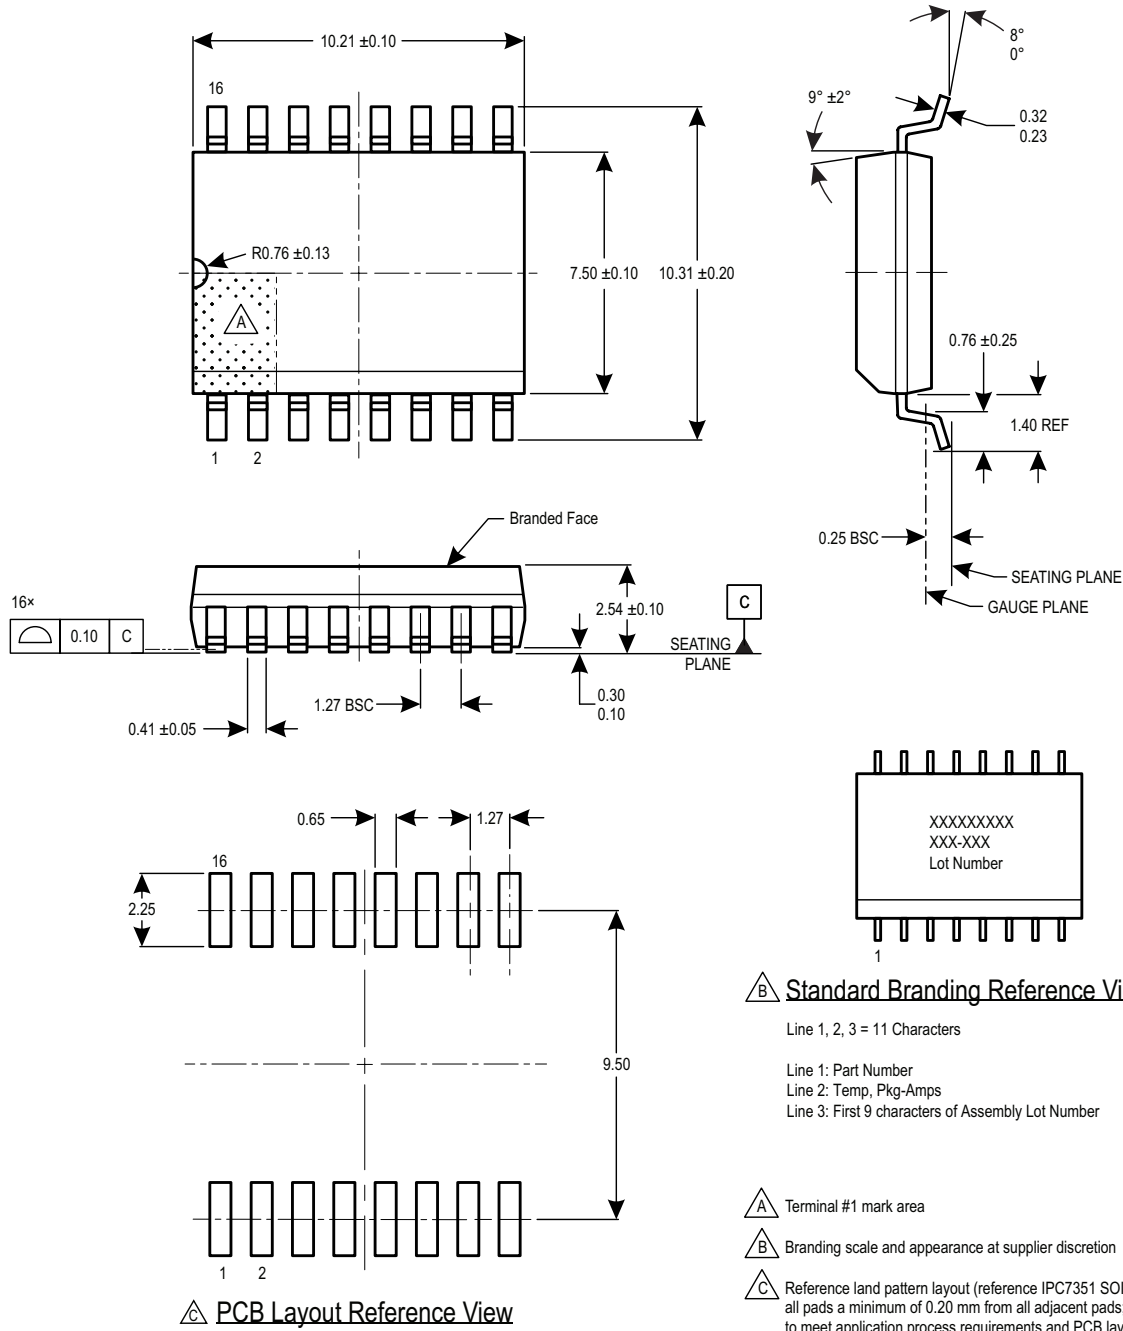 10.21 ±0.10
16
R0.76 ±0.13
A
7.50 ±0.10
10.31 ±0.20
1 2
8°
0°
9° ±2°
0.32
0.23
0.76 ±0.25
1.40 REF
0.25 BSC
SEATING PLANE
GAUGE PLANE
Branded Face
16×
0.10 C
2.54 ±0.10
C
SEATING
PLANE
1.27 BSC
0.30
0.10
0.41 ±0.05
0.65
1.27
16
2.25
9.50
1 2
C PCB Layout Reference View
XXXXXXXXX
XXX-XXX
Lot Number
1
B Standard Branding Reference
Line 1, 2, 3 = 11 Characters
Line 1: Part Number
Line 2: Temp, Pkg-Amps
Line 3: First 9 characters of Assembly Lot Number
A Terminal #1 mark area
B Branding scale and appearance at supplier discretion
C Reference land pattern layout (reference IPC7351
all pads a minimum of 0.20 mm from all adjacent pads;
to meet application process requirements and PCB